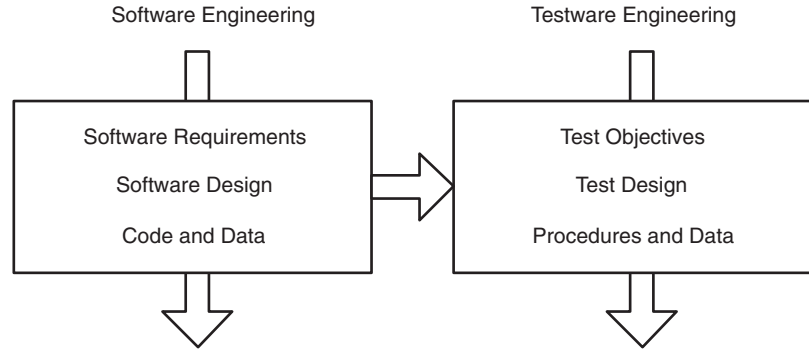 Software Engineering
Testware Engineering
Software Requirements
Software Design
Code and Data
Test Objectives
Test Design
Procedures and Data